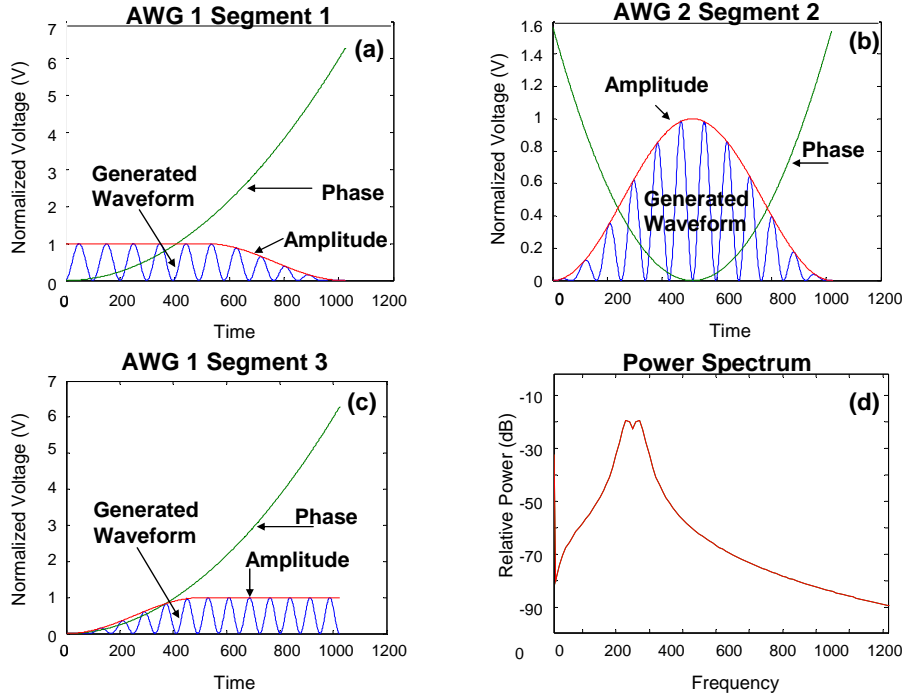 AWG 1 Segment 1
(a)
Normalized Voltage (V)
7
6
5
4
3
2
1
0
Generated
Waveform
Phase
Amplitude
0 200 400 600 800 1000 1200
Time
AWG 2 Segment 2
(b)
Normalized Voltage (V)
1.6
1.4
1.2
1
0.8
0.6
0.4
0.2
0
Amplitude
Phase
Generated
Waveform
0 200 400 600 800 1000 1200
Time
AWG 1 Segment 3
(c)
Normalized Voltage (V)
7
6
5
4
3
2
1
0
Generated
Waveform
Phase
Amplitude
0 200 400 600 800 1000 1200
Time
Power Spectrum
(d)
Relative Power (dB)
-10
-30
-50
-70
-90
0
0 200 400 600 800 1000 1200
Frequency